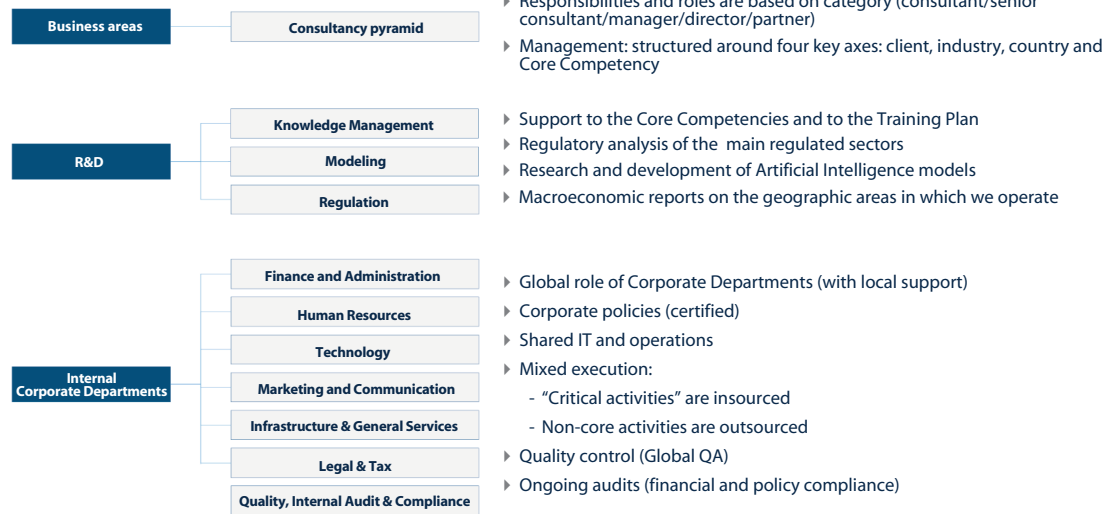 Business areas
Consultancy pyramid
Responsibilities and roles are based on category (consultant/senior
consultant/manager/director/partner)
Management: structured around four key axes: client, industry, country and
Core Competency
R&D
Knowledge Management
Modeling
Regulation
Support to the Core Competencies and to the Training Plan
Regulatory analysis of the main regulated sectors
Research and development of Artificial Intelligence models
Macroeconomic reports on the geographic areas in which we operate
Internal
Corporate Departments
Finance and Administration
Human Resources
Technology
Marketing and Communication
Infrastructure & General Services
Legal & Tax
Quality, Internal Audit & Compliance
Global role of Corporate Departments (with local support)
Corporate policies (certified)
Shared IT and operations
Mixed execution:
- “Critical activities” are insourced
- Non-core activities are outsourced
Quality control (Global QA)
Ongoing audits (financial and policy compliance)